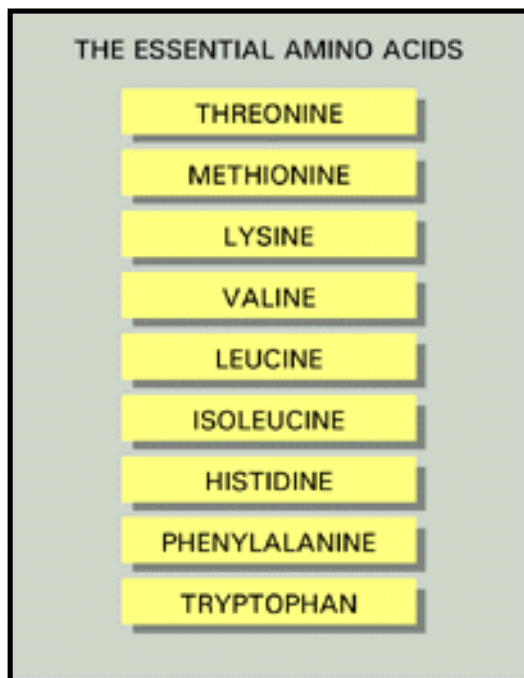 THE ESSENTIAL AMINO ACIDS
THREONINE
METHIONINE
LYSINE
VALINE
LEUCINE
ISOLEUCINE
HISTIDINE
PHENYLALANINE
TRYPTOPHAN